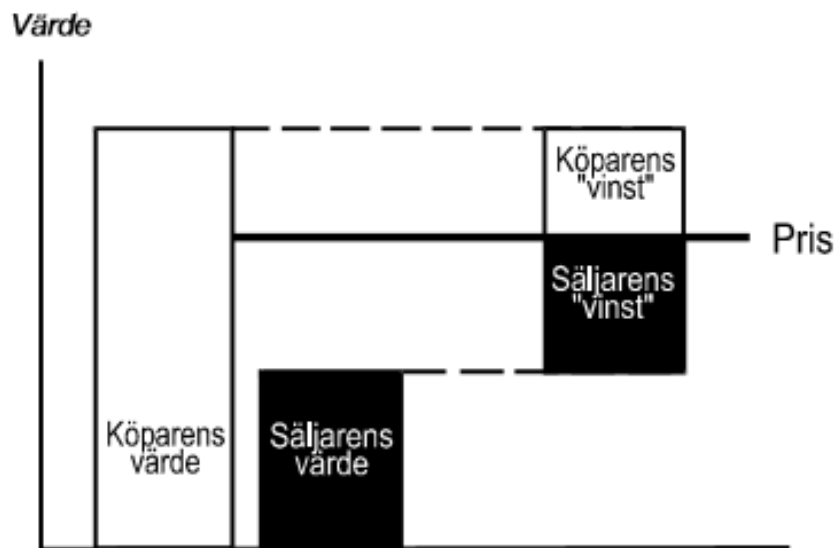 Värde
Köparens
"vinst"
Pris
Säljarens
"vinst"
Köparens
värde
Säljarens
värde